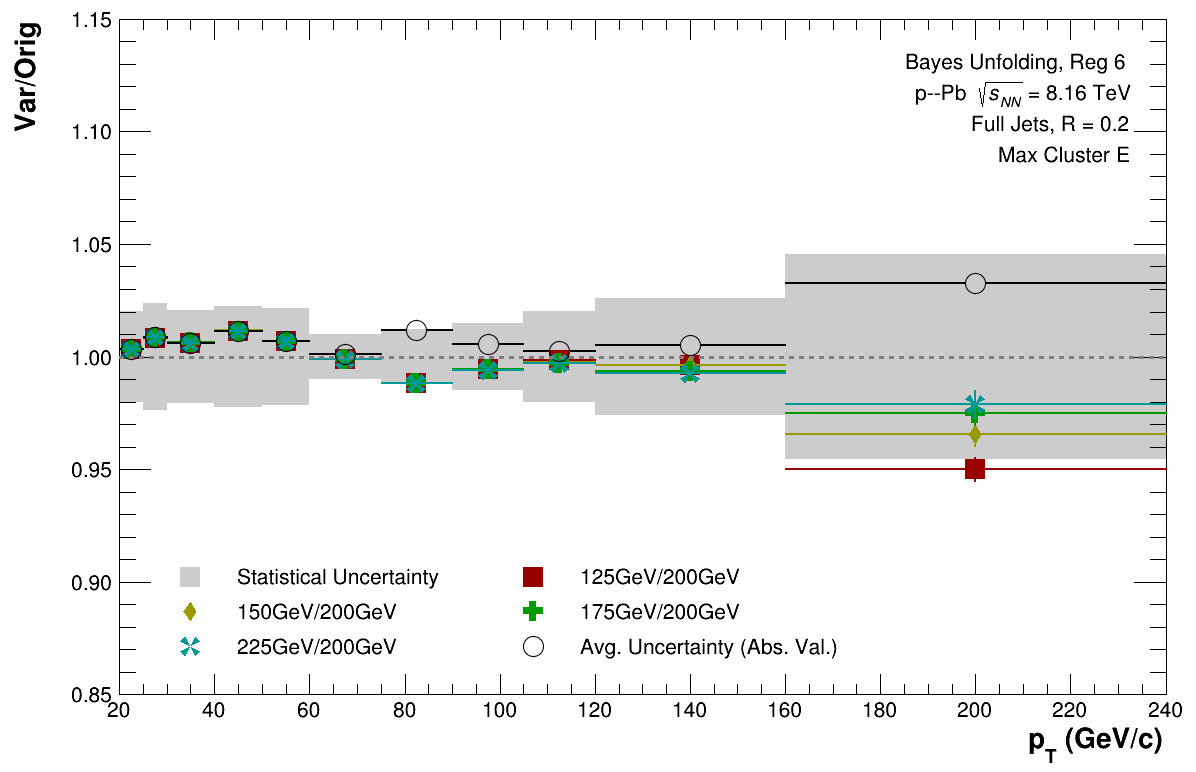 Var/Orig
1.15
1.10
1.05
1.00
0.95
0.90
0.85
Bayes Unfolding, Reg 6
p--Pb √sNN = 8.16 TeV
Full Jets, R = 0.2
Max Cluster E
Statistical Uncertainty
125GeV/200GeV
150GeV/200GeV
175GeV/200GeV
225GeV/200GeV
Avg. Uncertainty (Abs. Val.)
20 40 60 80 100 120 140 160 180 200 220 240
pT (GeV/c)